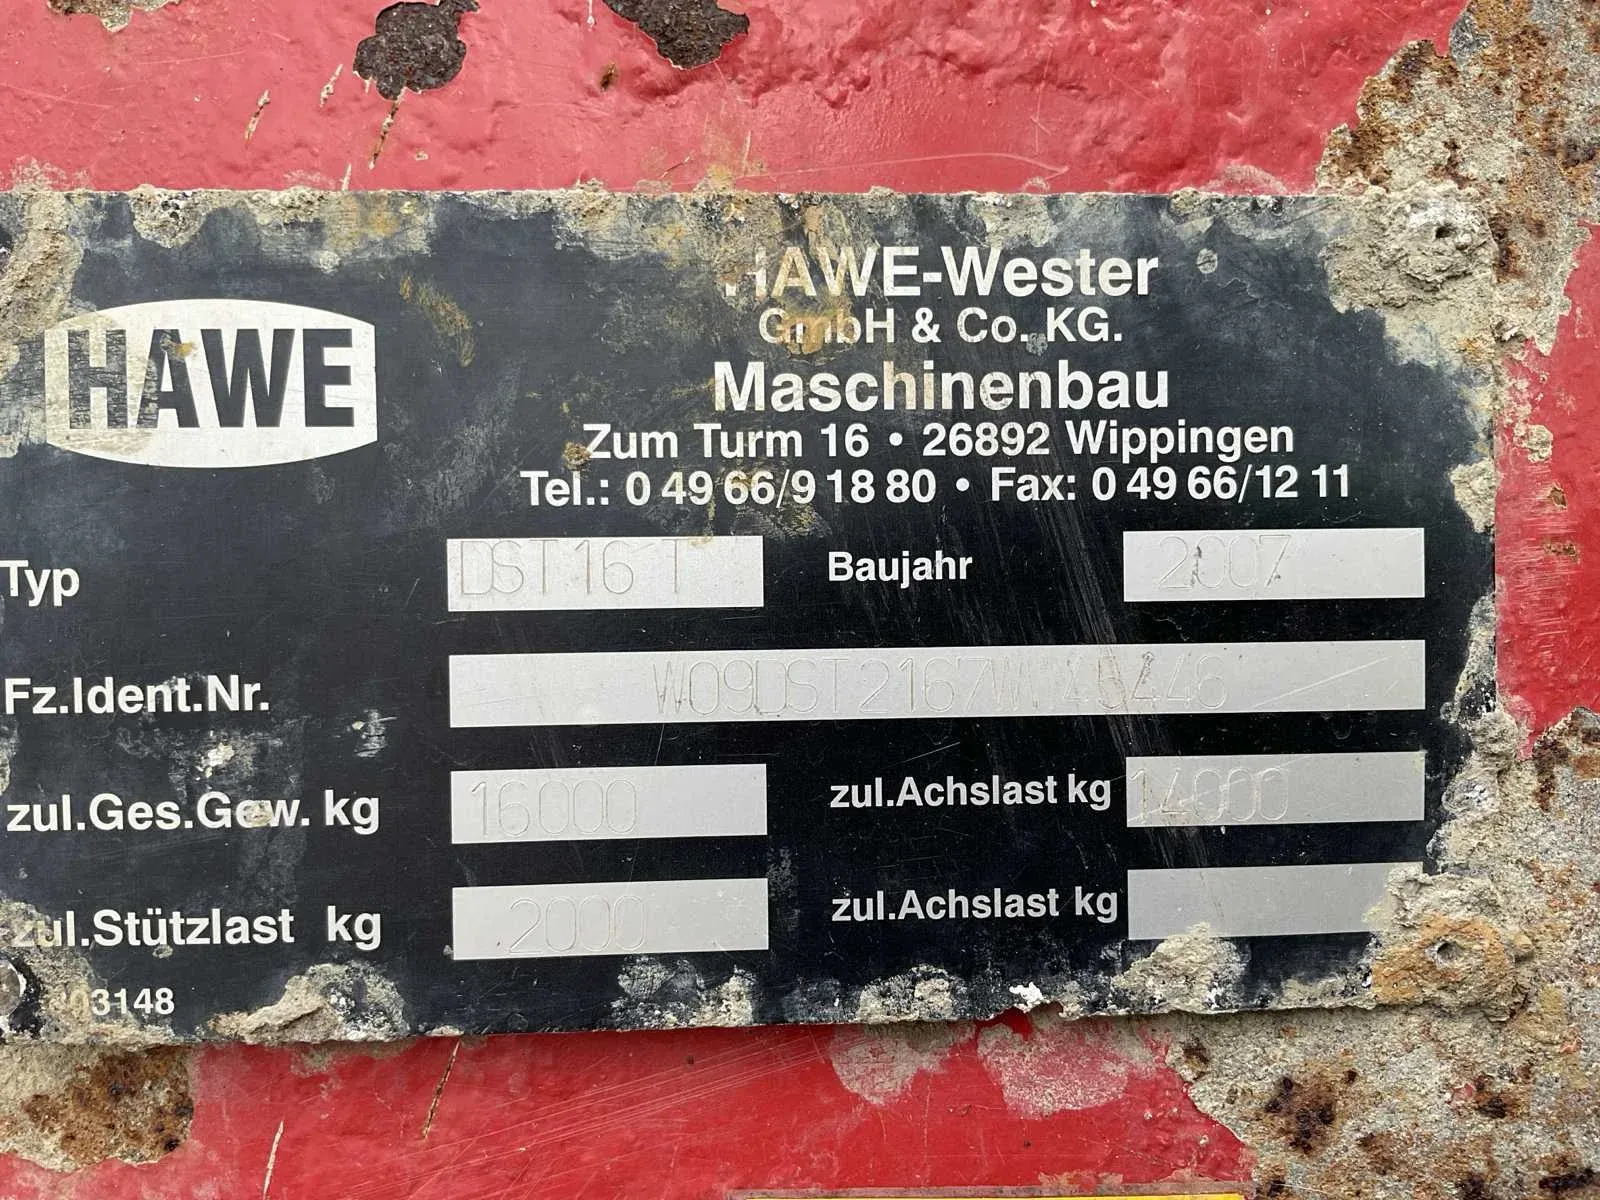 HAWE
HAWE-Wester
GmbH & Co. KG.
Maschinenbau
Zum Turm 16 • 26892 Wippingen
Tel.: 0 49 66/9 18 80 • Fax: 0 49 66/12 11
Typ DST16 T Baujahr 2007
Fz.Ident.Nr.
zul.Ges.Gew. kg 16000 zul.Achslast kg 14000
zul.Stützlast kg 2000 zul.Achslast kg